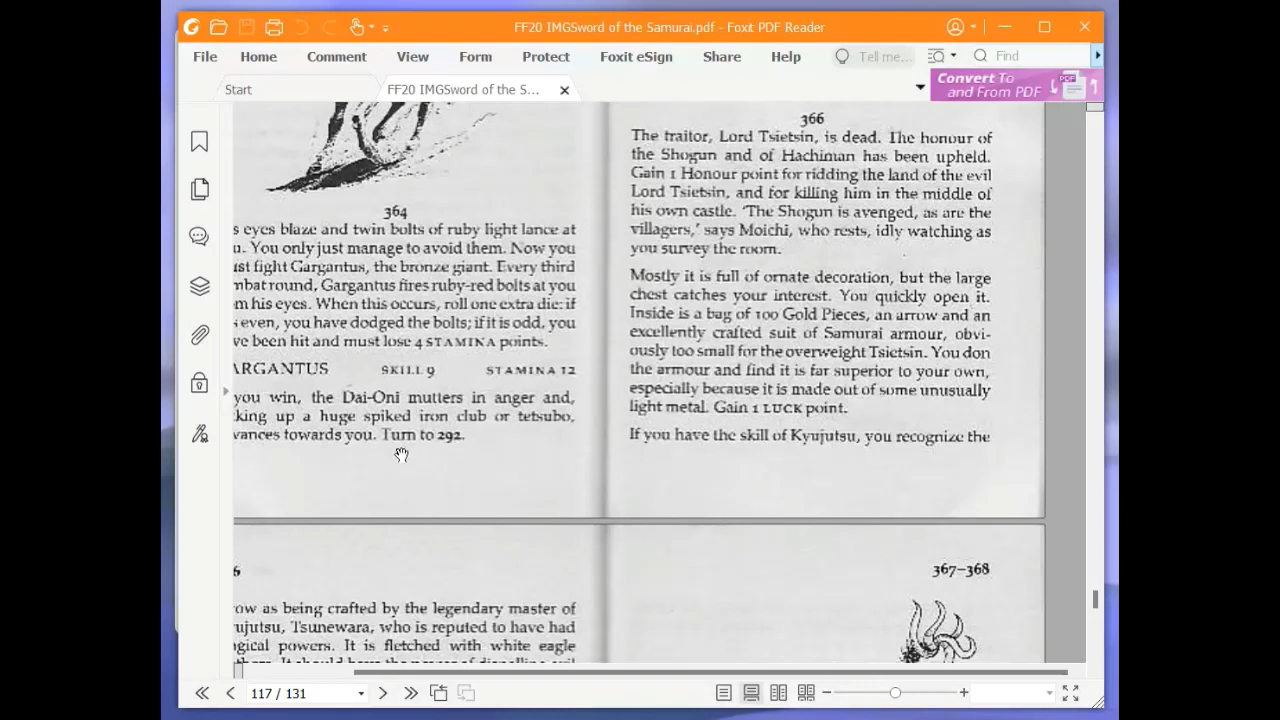 FF20 IMGSword of the Samurai.pdf - Foxit PDF Reader
File Home Comment View Form Protect Foxit eSign Share Help Tell me... Find
Start FF20 IMGSword of the S...
Convert To
and From PDF
PDF
364
s eyes blaze and twin bolts of ruby light lance at
u. You only just manage to avoid them. Now you
ust fight Gargantus, the bronze giant. Every third
mbat round, Gargantus fires ruby-red bolts at you
om his eyes. When this occurs, roll one extra die: if
s even, you have dodged the bolts; if it is odd, you
ve been hit and must lose 4 STAMINA points.
ARGANTUS SKILL 9 STAMINA 12
you win, the Dai-Oni mutters in anger and,
king up a huge spiked iron club or tetsubo,
vances towards you. Turn to 292.
366
The traitor, Lord Tsietsin, is dead. The honour of
the Shogun and of Hachiman has been upheld.
Gain 1 Honour point for ridding the land of the evil
Lord Tsietsin, and for killing him in the middle of
his own castle. 'The Shogun is avenged, as are the
villagers,' says Moichi, who rests, idly watching as
you survey the room.
Mostly it is full of ornate decoration, but the large
chest catches your interest. You quickly open it.
Inside is a bag of 100 Gold Pieces, an arrow and an
excellently crafted suit of Samurai armour, obvi-
ously too small for the overweight Tsietsin. You don
the armour and find it is far superior to your own,
especially because it is made out of some unusually
light metal. Gain 1 LUCK point.
If you have the skill of Kyujutsu, you recognize the
6
row as being crafted by the legendary master of
ujutsu, Tsunewara, who is reputed to have had
agical powers. It is fletched with white eagle
367–368
117 / 131